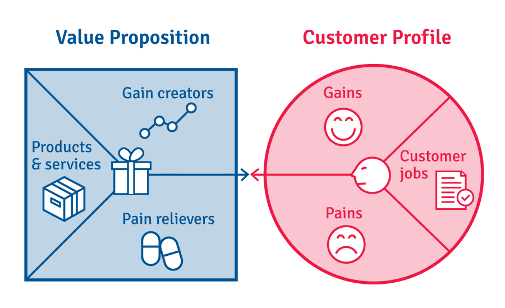 Value Proposition
Customer Profile
Gain creators
Products
& services
Pain relievers
Gains
Customer
jobs
Pains